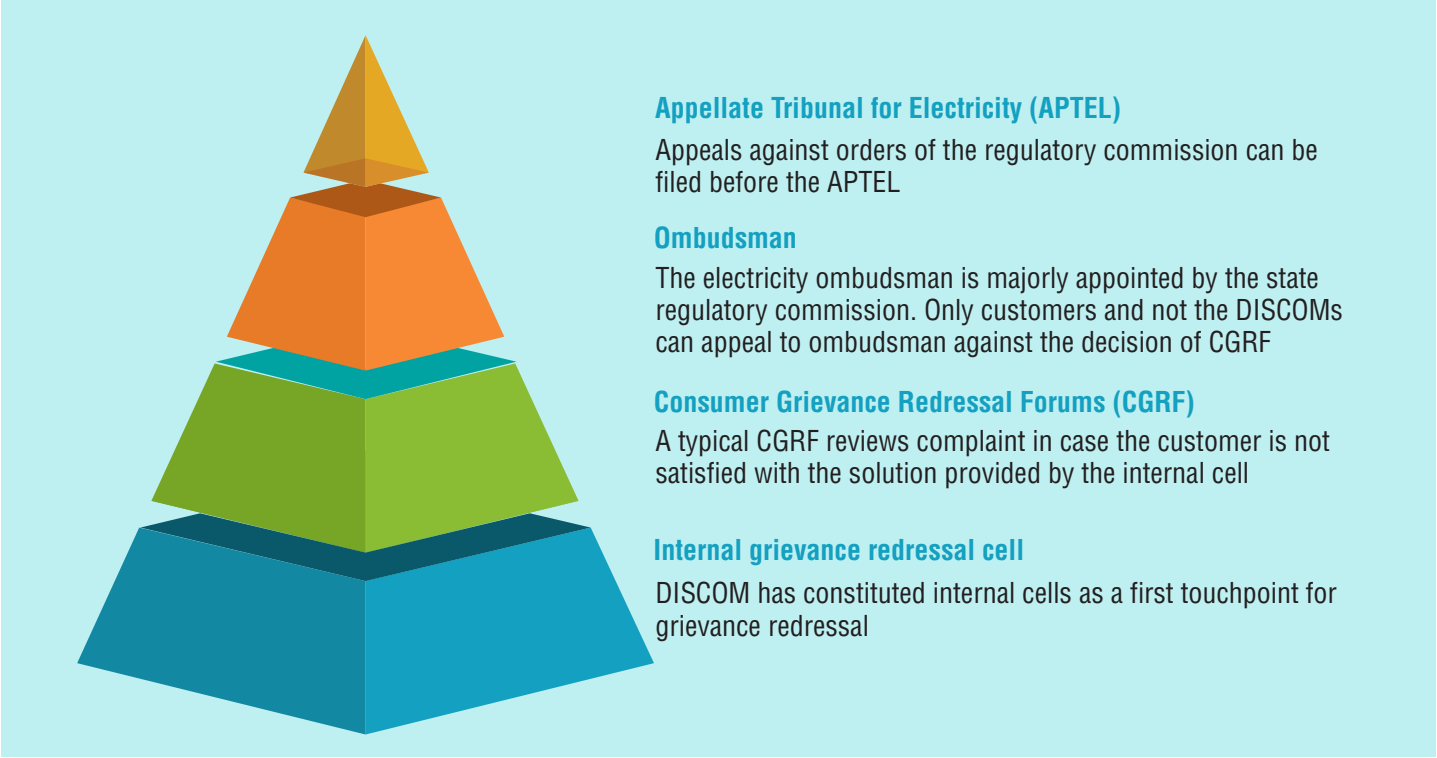 Appellate Tribunal for Electricity (APTEL)
Appeals against orders of the regulatory commission can be
filed before the APTEL
Ombudsman
The electricity ombudsman is majorly appointed by the state
regulatory commission. Only customers and not the DISCOMs
can appeal to ombudsman against the decision of CGRF
Consumer Grievance Redressal Forums (CGRF)
A typical CGRF reviews complaint in case the customer is not
satisfied with the solution provided by the internal cell
Internal grievance redressal cell
DISCOM has constituted internal cells as a first touchpoint for
grievance redressal